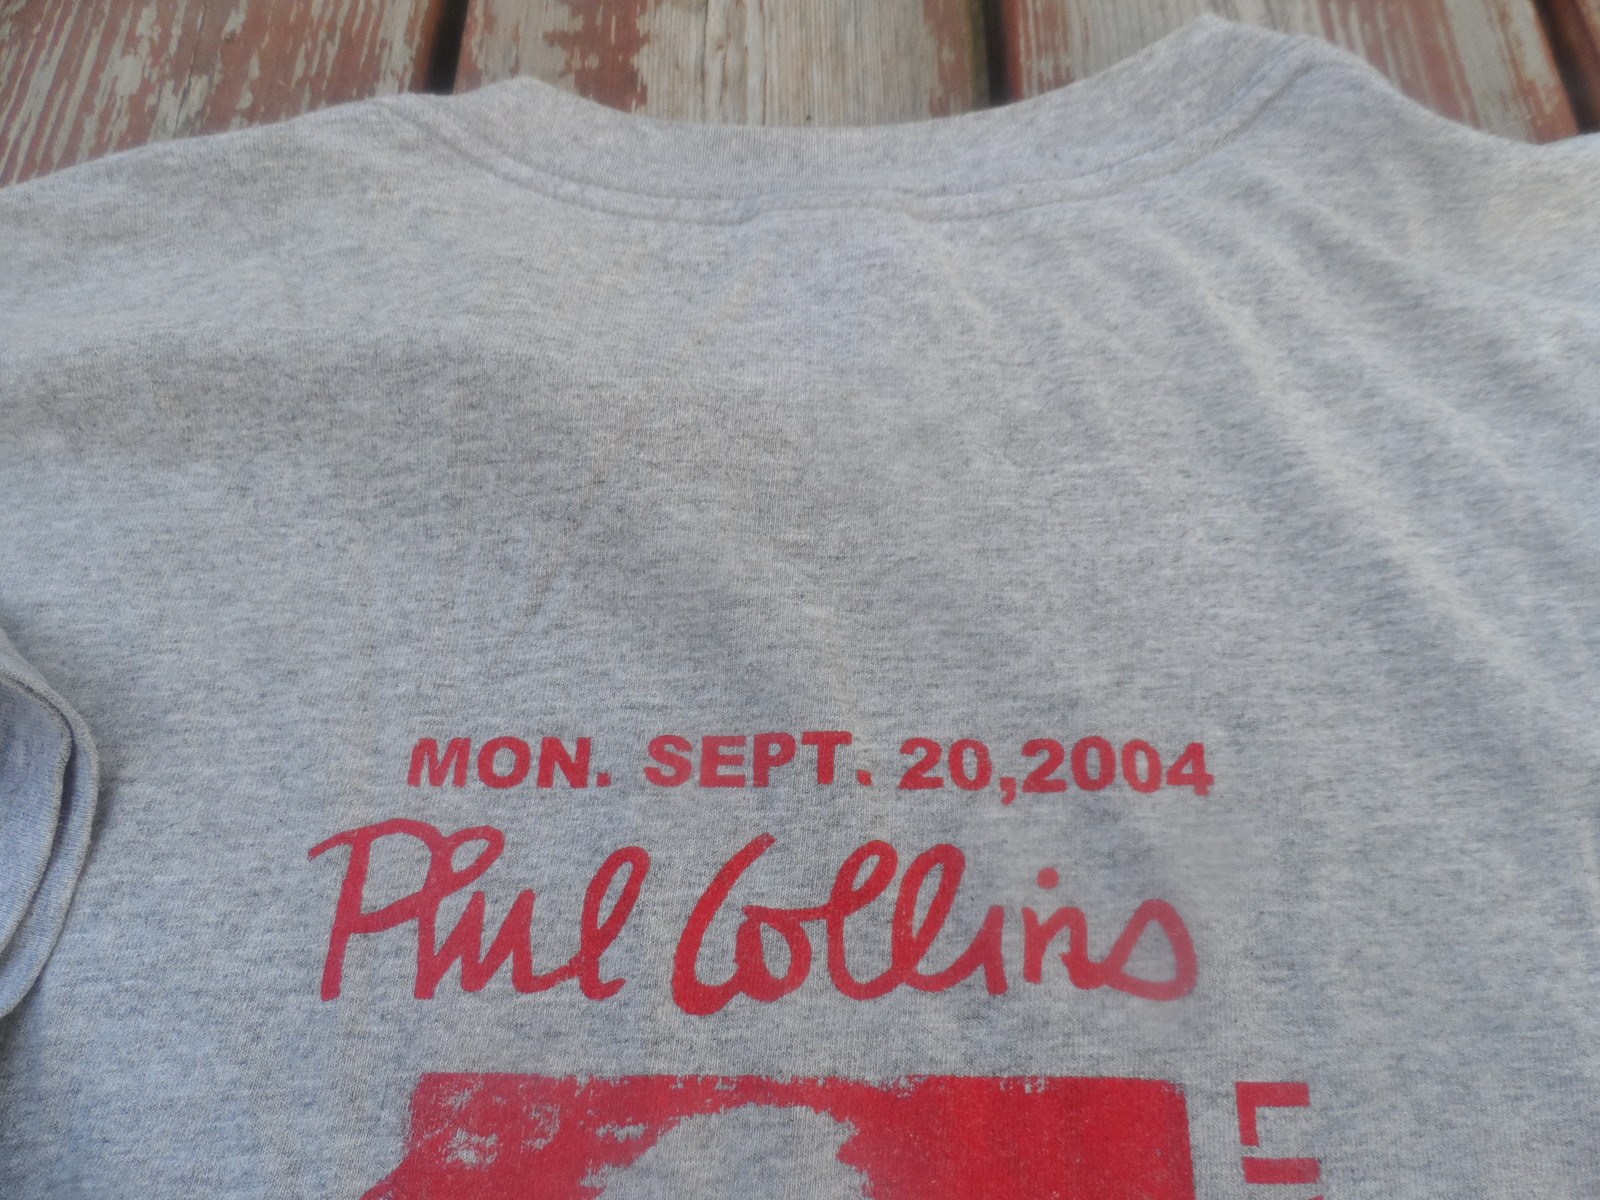 MON. SEPT. 20,2004
Phil Collins